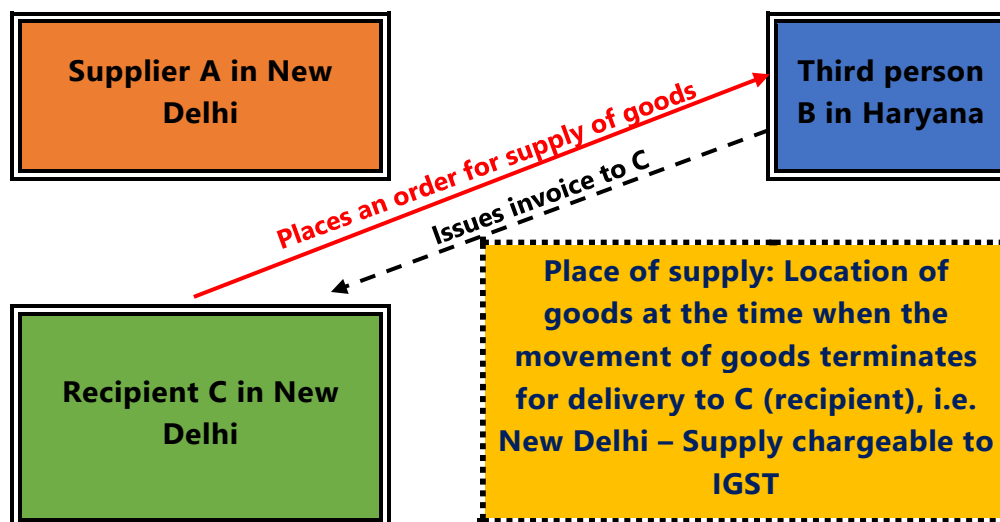 Supplier A in New
Delhi
Third person
B in Haryana
Places an order for supply of goods
Issues invoice to C
Recipient C in New
Delhi
Place of supply: Location of
goods at the time when the
movement of goods terminates
for delivery to C (recipient), i.e.
New Delhi – Supply chargeable to
IGST